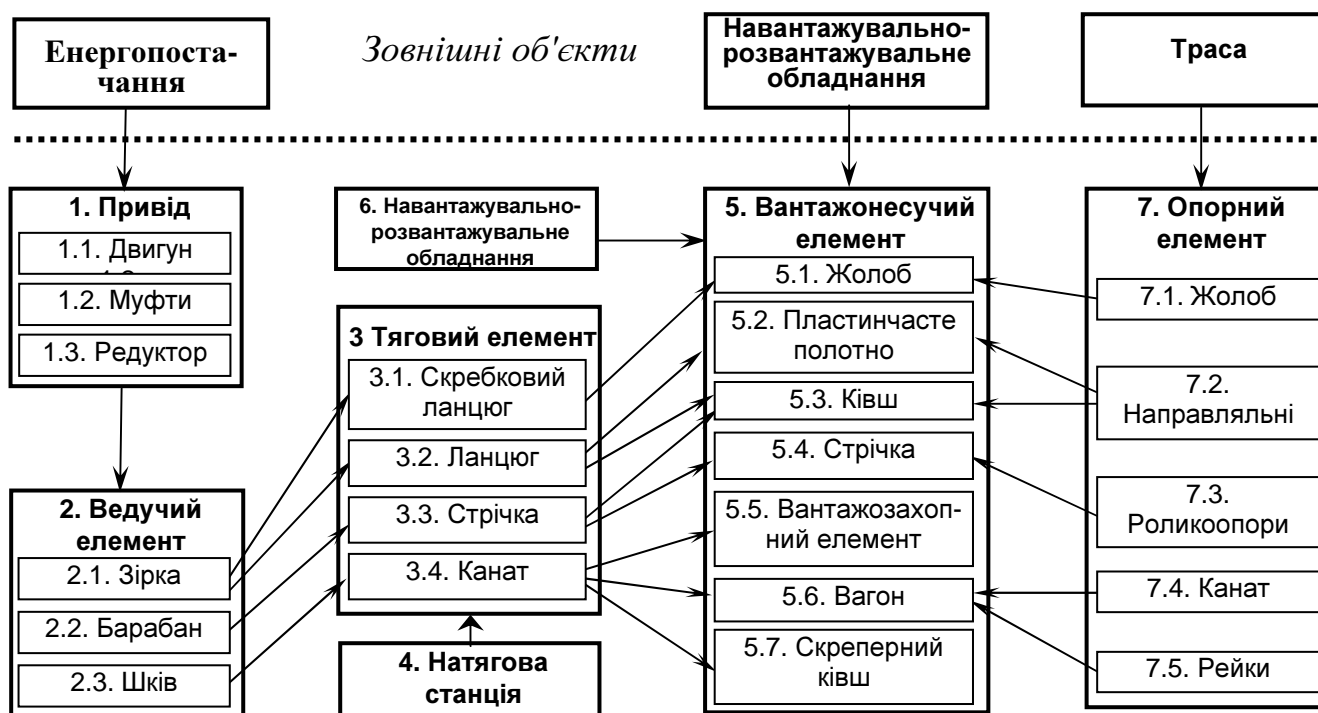 Енергопоста-
чання
Зовнішні об'єкти
Навантажувально-
розвантажувальне
обладнання
Траса
1. Привід
1.1. Двигун
1.2. Муфти
1.3. Редуктор
2. Ведучий
елемент
2.1. Зірка
2.2. Барабан
2.3. Шків
6. Навантажувально-
розвантажувальне
обладнання
3 Тяговий елемент
3.1. Скребковий
ланцюг
3.2. Ланцюг
3.3. Стрічка
3.4. Канат
4. Натягова
станція
5. Вантажонесучий
елемент
5.1. Жолоб
5.2. Пластинчасте
полотно
5.3. Ківш
5.4. Стрічка
5.5. Вантажозахоп-
ний елемент
5.6. Вагон
5.7. Скреперний
ківш
7. Опорний
елемент
7.1. Жолоб
7.2.
Направляльні
7.3.
Роликоопори
7.4. Канат
7.5. Рейки